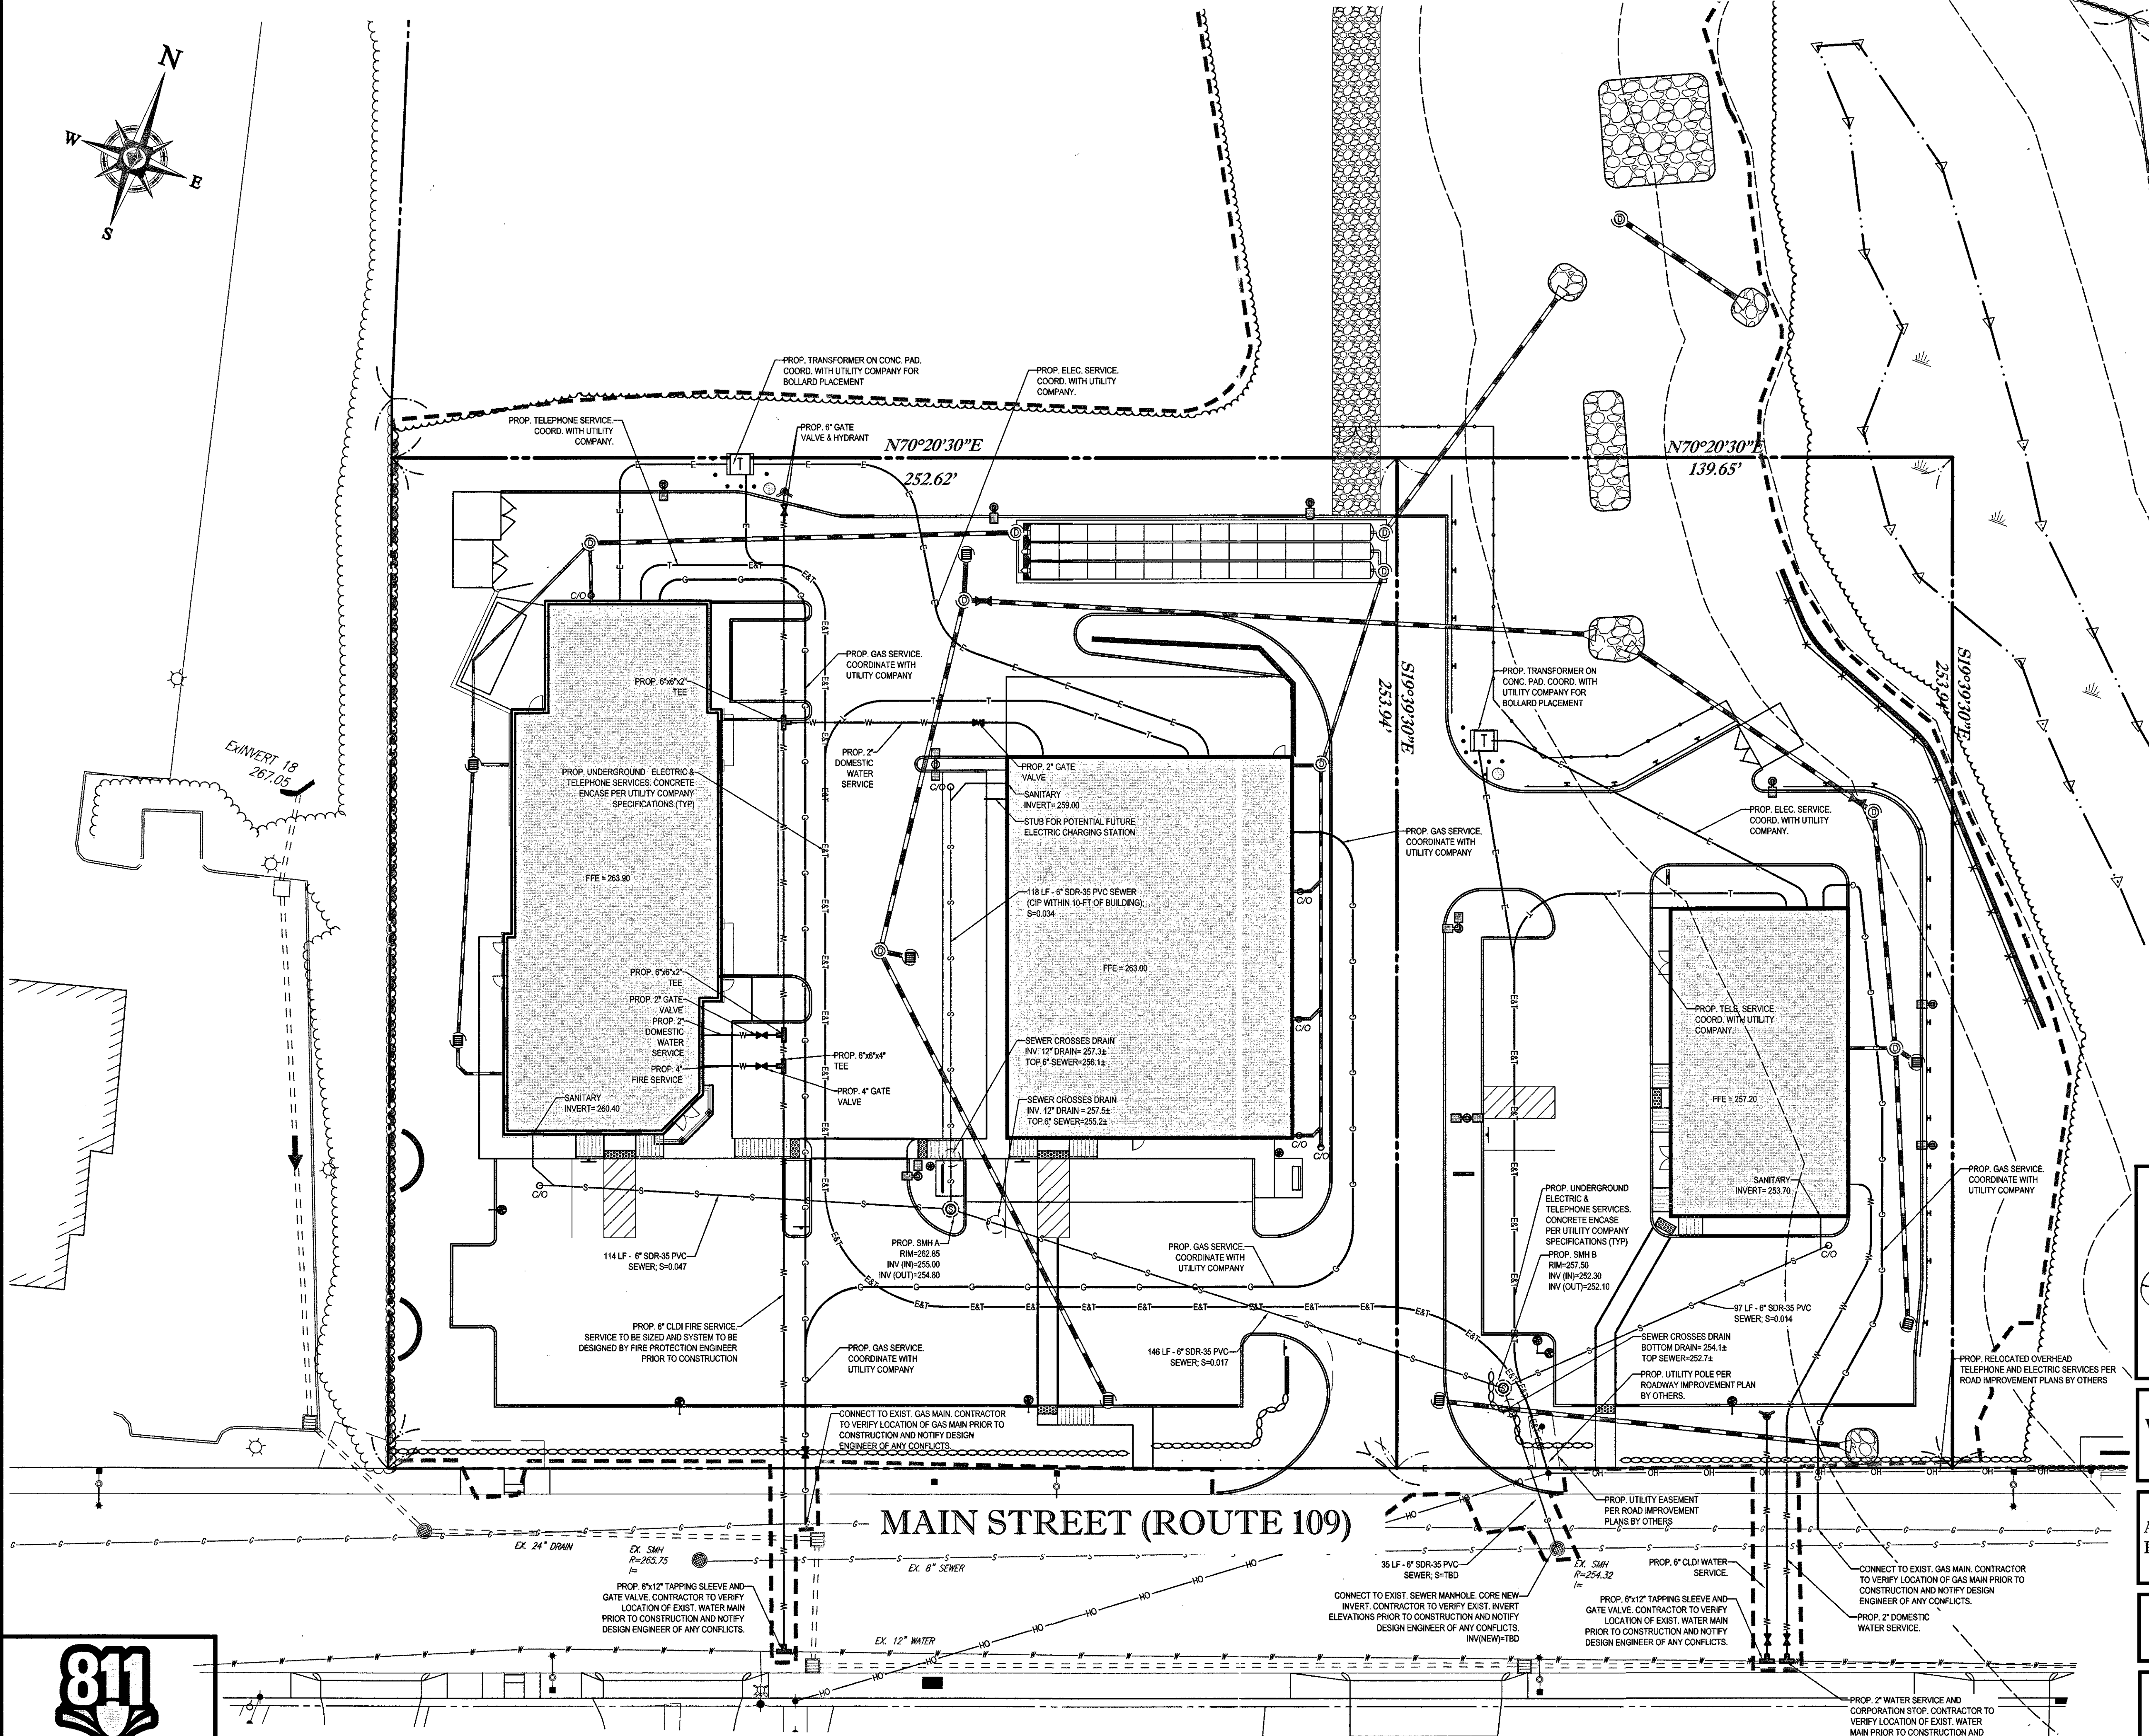 N
W
E
S
PROP. TRANSFORMER ON CONC. PAD.
COORD. WITH UTILITY COMPANY FOR
BOLLARD PLACEMENT
PROP. ELEC. SERVICE.
COORD. WITH UTILITY
COMPANY.
PROP. TELEPHONE SERVICE.
COORD. WITH UTILITY
COMPANY.
PROP. 6" GATE
VALVE & HYDRANT
N70°20'30"E
252.62'
N70°20'30"E
139.65'
S19°39'30"E
253.94'
S19°39'30"E
253.94'
PROP. GAS SERVICE.
COORDINATE WITH
UTILITY COMPANY
PROP. 6"x6"x2"
TEE
PROP. TRANSFORMER ON
CONC. PAD. COORD. WITH
UTILITY COMPANY FOR
BOLLARD PLACEMENT
ExINVERT 18
267.05
PROP. 2"
DOMESTIC
WATER
SERVICE
PROP. UNDERGROUND ELECTRIC &
TELEPHONE SERVICES. CONCRETE
ENCASE PER UTILITY COMPANY
SPECIFICATIONS (TYP)
PROP. 2" GATE
VALVE
SANITARY
INVERT= 259.00
STUB FOR POTENTIAL FUTURE
ELECTRIC CHARGING STATION
PROP. GAS SERVICE.
COORDINATE WITH
UTILITY COMPANY
PROP. ELEC. SERVICE.
COORD. WITH UTILITY
COMPANY.
FFE = 263.90
118 LF - 6" SDR-35 PVC SEWER
(CIP WITHIN 10-FT OF BUILDING);
S=0.034
FFE = 263.00
PROP. 6"x6"x2"
TEE
PROP. 2" GATE
VALVE
PROP. 2"
DOMESTIC
WATER
SERVICE
PROP. 4"
FIRE SERVICE
PROP. 6"x6"x4"
TEE
PROP. 4" GATE
VALVE
SANITARY
INVERT= 260.40
SEWER CROSSES DRAIN
INV. 12" DRAIN= 257.3±
TOP 6" SEWER=256.1±
SEWER CROSSES DRAIN
INV. 12" DRAIN = 257.5±
TOP 6" SEWER=255.2±
PROP. TELE. SERVICE.
COORD. WITH UTILITY
COMPANY.
FFE = 257.20
SANITARY
INVERT= 253.70
PROP. GAS SERVICE.
COORDINATE WITH
UTILITY COMPANY
PROP. UNDERGROUND
ELECTRIC &
TELEPHONE SERVICES.
CONCRETE ENCASE
PER UTILITY COMPANY
SPECIFICATIONS (TYP)
PROP. SMH B
RIM=257.50
INV (IN)=252.30
INV (OUT)=252.10
114 LF - 6" SDR-35 PVC
SEWER; S=0.047
PROP. SMH A
RIM=262.85
INV (IN)=255.00
INV (OUT)=254.80
PROP. GAS SERVICE.
COORDINATE WITH
UTILITY COMPANY
97 LF - 6" SDR-35 PVC
SEWER; S=0.014
SEWER CROSSES DRAIN
BOTTOM DRAIN= 254.1±
TOP SEWER=252.7±
PROP. 6" CLDI FIRE SERVICE.
SERVICE TO BE SIZED AND SYSTEM TO BE
DESIGNED BY FIRE PROTECTION ENGINEER
PRIOR TO CONSTRUCTION
PROP. GAS SERVICE.
COORDINATE WITH
UTILITY COMPANY
146 LF - 6" SDR-35 PVC
SEWER; S=0.017
PROP. UTILITY POLE PER
ROADWAY IMPROVEMENT PLAN
BY OTHERS.
PROP. RELOCATED OVERHEAD
TELEPHONE AND ELECTRIC SERVICES PER
ROAD IMPROVEMENT PLANS BY OTHERS
CONNECT TO EXIST. GAS MAIN. CONTRACTOR
TO VERIFY LOCATION OF GAS MAIN PRIOR TO
CONSTRUCTION AND NOTIFY DESIGN
ENGINEER OF ANY CONFLICTS.
MAIN STREET (ROUTE 109)
PROP. UTILITY EASEMENT
PER ROAD IMPROVEMENT
PLANS BY OTHERS
EX. 24" DRAIN
EX. SMH
R=265.75
I=
EX. 8" SEWER
35 LF - 6" SDR-35 PVC
SEWER; S=TBD
EX. SMH
R=254.32
I=
PROP. 6" CLDI WATER
SERVICE.
CONNECT TO EXIST. GAS MAIN. CONTRACTOR
TO VERIFY LOCATION OF GAS MAIN PRIOR TO
CONSTRUCTION AND NOTIFY DESIGN
ENGINEER OF ANY CONFLICTS.
PROP. 6"x12" TAPPING SLEEVE AND
GATE VALVE. CONTRACTOR TO VERIFY
LOCATION OF EXIST. WATER MAIN
PRIOR TO CONSTRUCTION AND NOTIFY
DESIGN ENGINEER OF ANY CONFLICTS.
CONNECT TO EXIST. SEWER MANHOLE. CORE NEW
INVERT. CONTRACTOR TO VERIFY EXIST. INVERT
ELEVATIONS PRIOR TO CONSTRUCTION AND NOTIFY
DESIGN ENGINEER OF ANY CONFLICTS.
INV(NEW)=TBD
PROP. 6"x12" TAPPING SLEEVE AND
GATE VALVE. CONTRACTOR TO VERIFY
LOCATION OF EXIST. WATER MAIN
PRIOR TO CONSTRUCTION AND NOTIFY
DESIGN ENGINEER OF ANY CONFLICTS.
PROP. 2" DOMESTIC
WATER SERVICE.
EX. 12" WATER
PROP. 2" WATER SERVICE AND
CORPORATION STOP. CONTRACTOR TO
VERIFY LOCATION OF EXIST. WATER
MAIN PRIOR TO CONSTRUCTION AND
811